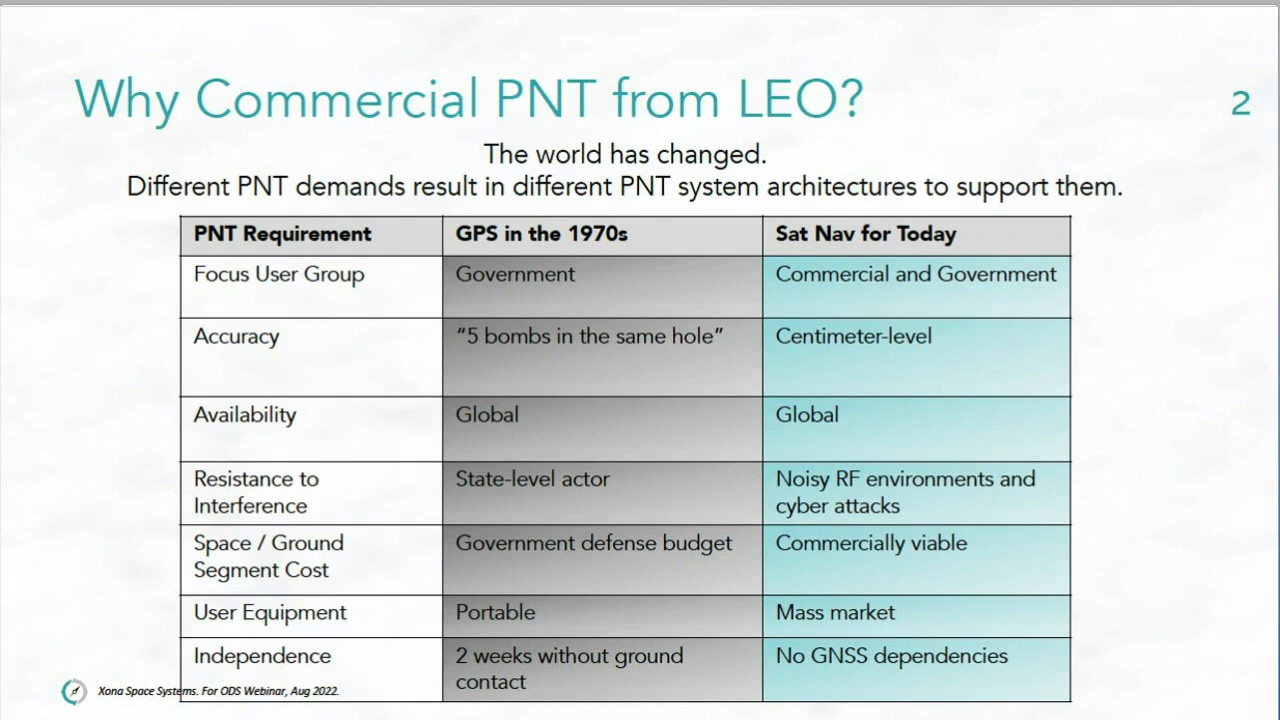 Why Commercial PNT from LEO?
2
The world has changed.
Different PNT demands result in different PNT system architectures to support them.
PNT Requirement
GPS in the 1970s
Sat Nav for Today
Focus User Group
Government
Commercial and Government
Accuracy
“5 bombs in the same hole”
Centimeter-level
Availability
Global
Global
Resistance to
Interference
State-level actor
Noisy RF environments and
cyber attacks
Space / Ground
Segment Cost
Government defense budget
Commercially viable
User Equipment
Portable
Mass market
Independence
2 weeks without ground
contact
No GNSS dependencies
Xona Space Systems. For ODS Webinar, Aug 2022.